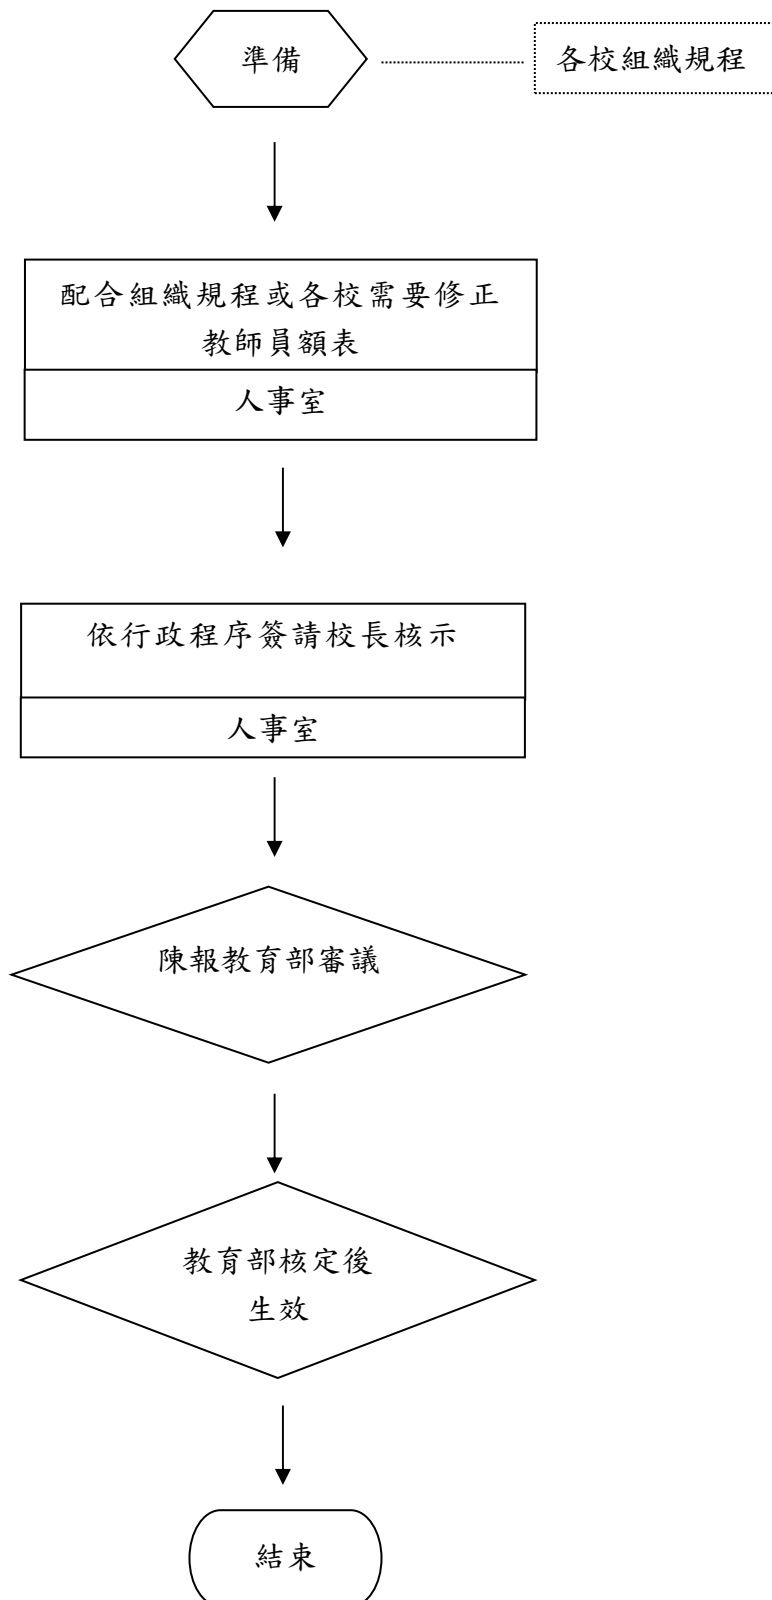 準備
各校組織規程
配合組織規程或各校需要修正
教師員額表
人事室
依行政程序簽請校長核示
人事室
陳報教育部審議
教育部核定後
生效
結束